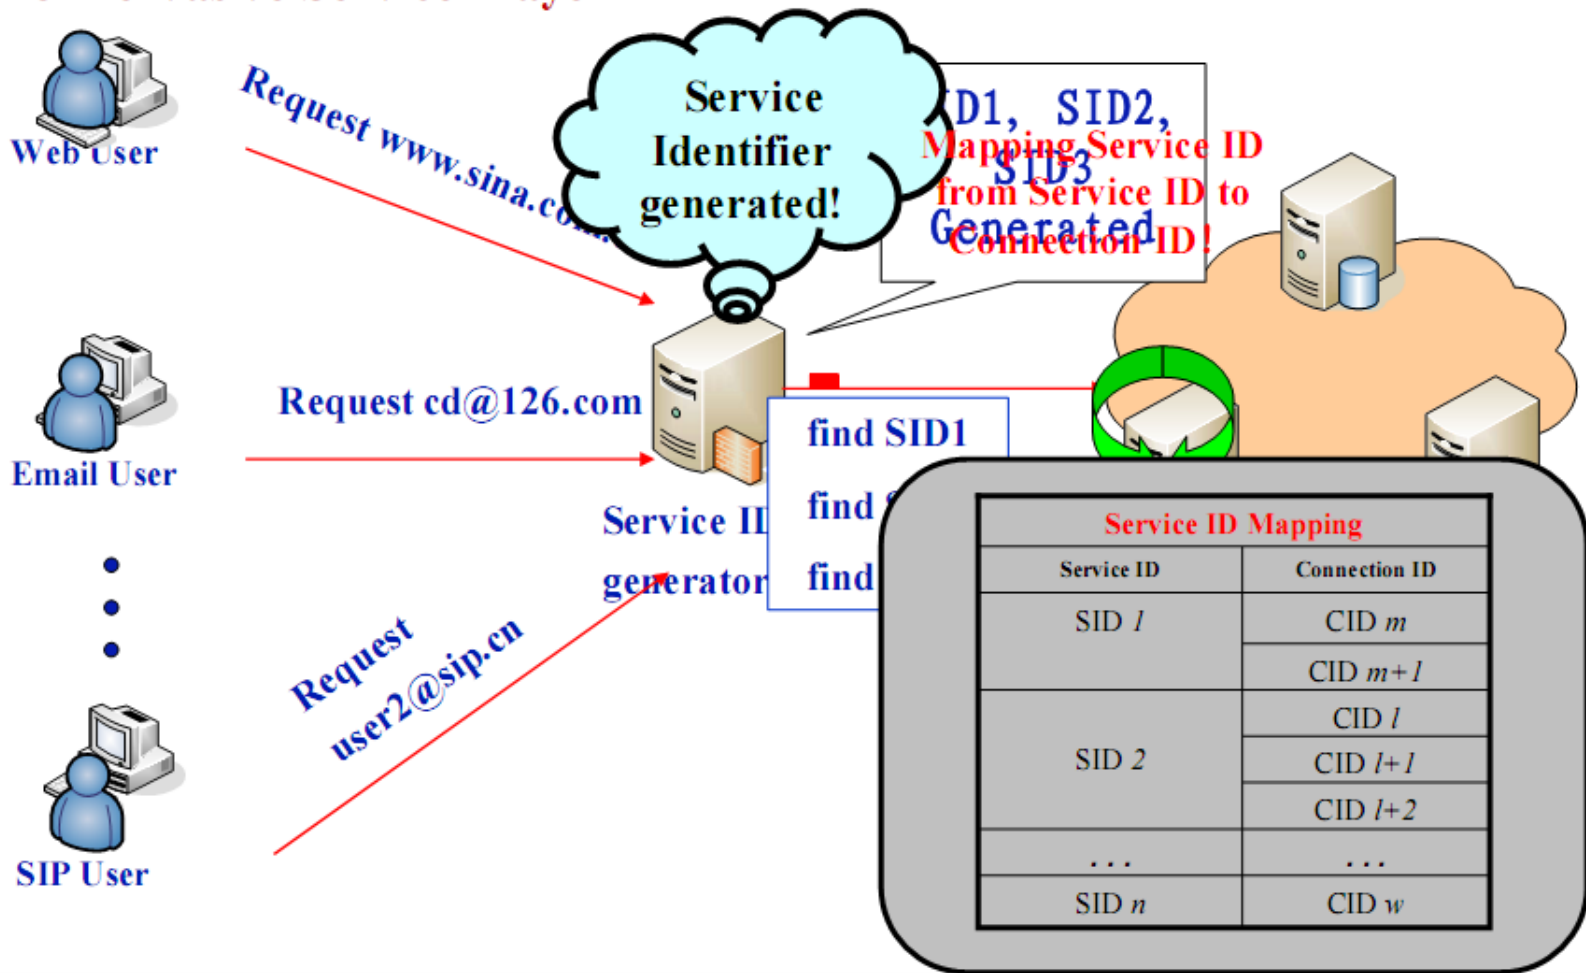 Web User
Request www.sina.com.
Service
Identifier
generated!
D1, SID2,
SID3
Generated
Mapping Service ID
from Service ID to
Connection ID!
Email User
Request cd@126.com
Service ID
generator
find SID1
find
find
Request
user2@sip.cn
SIP User
Service ID Mapping
Service ID Connection ID
SID 1 CID m
CID m+1
CID l
SID 2 CID l+1
CID l+2
... ...
SID n CID w